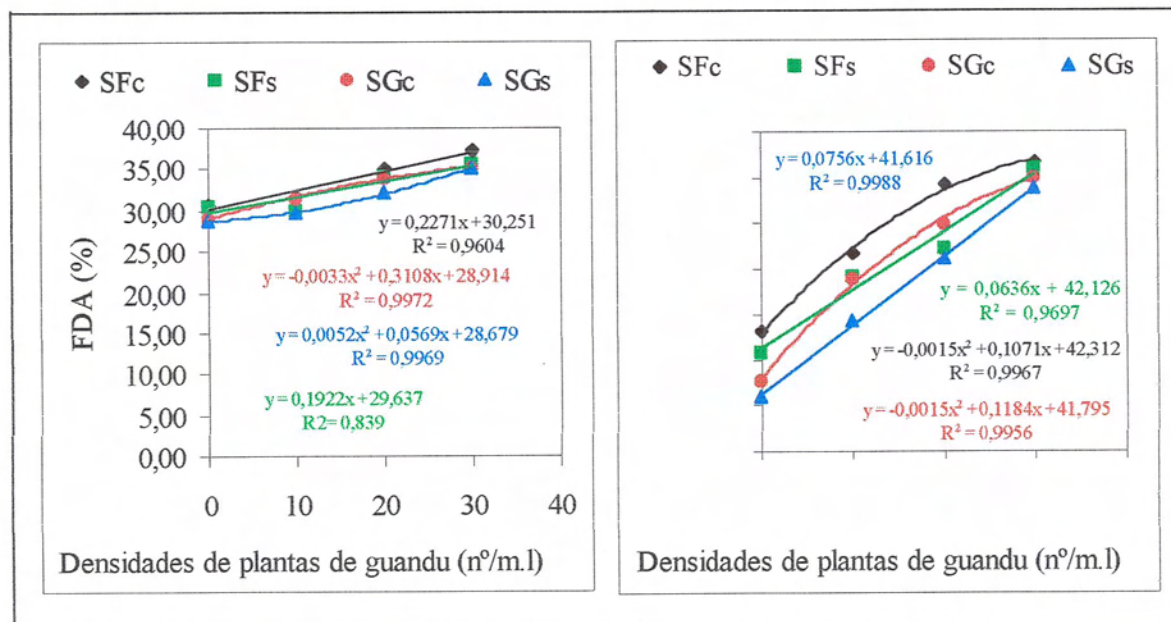 SFc SFs SGc SGs
40,00
35,00
30,00
25,00
20,00
15,00
10,00
5,00
0,00
FDA (%)
y = 0,2271x + 30,251
R² = 0,9604
y = -0,0033x² + 0,3108x + 28,914
R² = 0,9972
y = 0,0052x² + 0,0569x + 28,679
R² = 0,9969
y = 0,1922x + 29,637
R2 = 0,839
0 10 20 30 40
Densidades de plantas de guandu (nº/m.l)
SFc SFs SGc SGs
y = 0,0756x + 41,616
R² = 0,9988
y = 0,0636x + 42,126
R² = 0,9697
y = -0,0015x² + 0,1071x + 42,312
R² = 0,9967
y = -0,0015x² + 0,1184x + 41,795
R² = 0,9956
Densidades de plantas de guandu (nº/m.l)